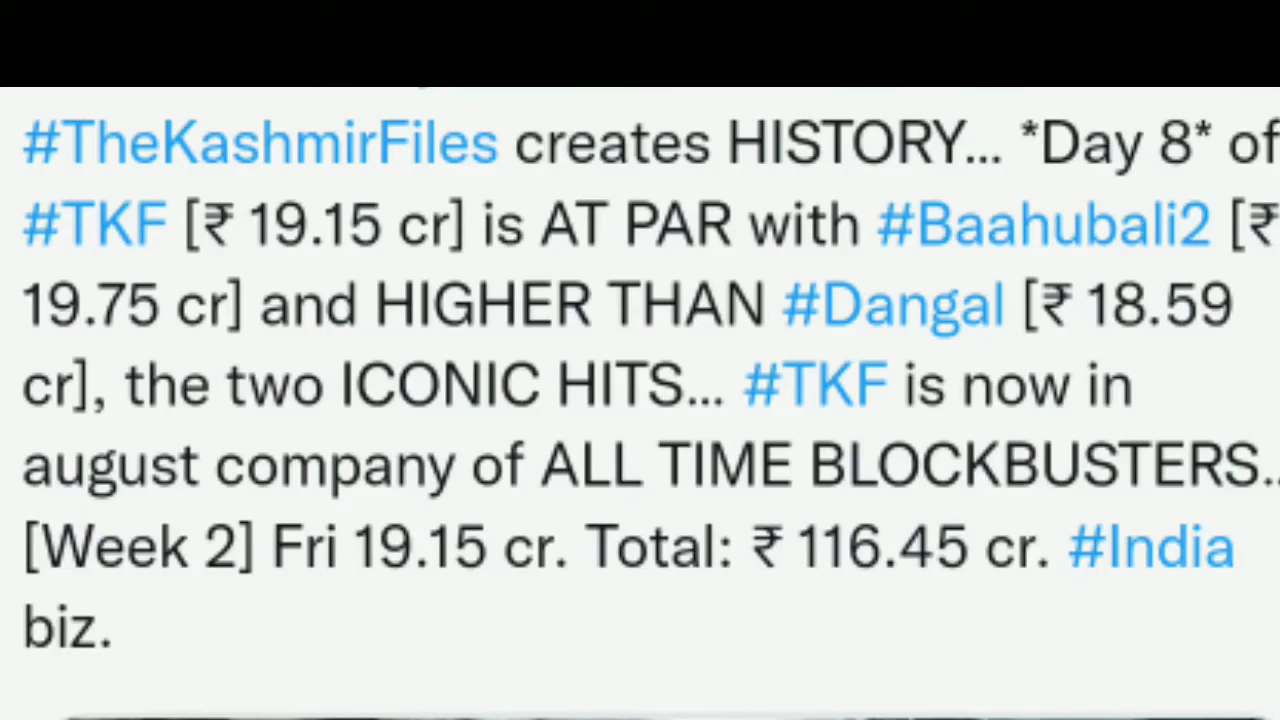 #TheKashmirFiles creates HISTORY... *Day 8* of
#TKF [₹ 19.15 cr] is AT PAR with #Baahubali2 [₹
19.75 cr] and HIGHER THAN #Dangal [₹ 18.59
cr], the two ICONIC HITS... #TKF is now in
august company of ALL TIME BLOCKBUSTERS...
[Week 2] Fri 19.15 cr. Total: ₹ 116.45 cr. #India
biz.